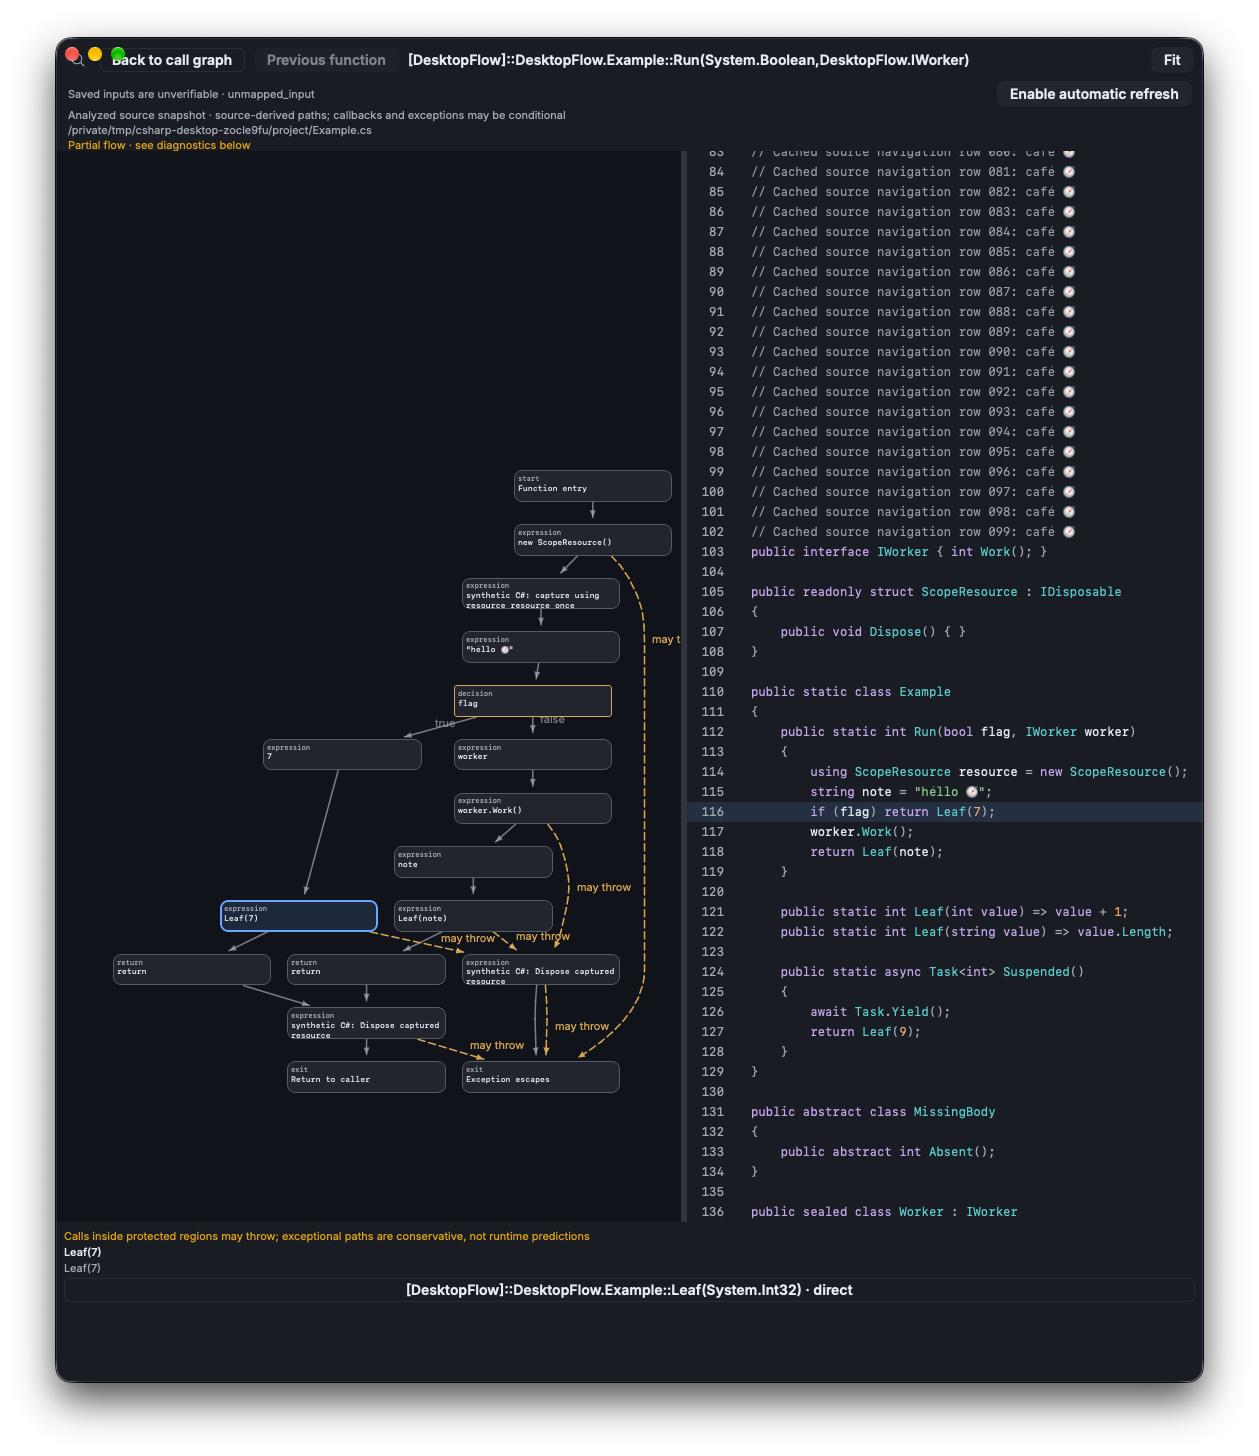 Back to call graph
Previous function
[DesktopFlow]::DesktopFlow.Example::Run(System.Boolean,DesktopFlow.IWorker)
Fit
Saved inputs are unverifiable · unmapped_input
Enable automatic refresh
Analyzed source snapshot · source-derived paths; callbacks and exceptions may be conditional
/private/tmp/csharp-desktop-zocle9fu/project/Example.cs
Partial flow · see diagnostics below
start
Function entry
expression
new ScopeResource()
expression
synthetic C#: capture using
resource resource once
expression
"hello 🧭"
may t
decision
flag
true
false
expression
7
expression
worker
expression
worker.Work()
expression
note
may throw
expression
Leaf(7)
expression
Leaf(note)
may throw
may throw
return
return
return
return
expression
synthetic C#: Dispose captured
resource
expression
synthetic C#: Dispose captured
resource
may throw
may throw
exit
Return to caller
exit
Exception escapes
83 // Cached source navigation row 080: café 🧭
84 // Cached source navigation row 081: café 🧭
85 // Cached source navigation row 082: café 🧭
86 // Cached source navigation row 083: café 🧭
87 // Cached source navigation row 084: café 🧭
88 // Cached source navigation row 085: café 🧭
89 // Cached source navigation row 086: café 🧭
90 // Cached source navigation row 087: café 🧭
91 // Cached source navigation row 088: café 🧭
92 // Cached source navigation row 089: café 🧭
93 // Cached source navigation row 090: café 🧭
94 // Cached source navigation row 091: café 🧭
95 // Cached source navigation row 092: café 🧭
96 // Cached source navigation row 093: café 🧭
97 // Cached source navigation row 094: café 🧭
98 // Cached source navigation row 095: café 🧭
99 // Cached source navigation row 096: café 🧭
100 // Cached source navigation row 097: café 🧭
101 // Cached source navigation row 098: café 🧭
102 // Cached source navigation row 099: café 🧭
103 public interface IWorker { int Work(); }
104
105 public readonly struct ScopeResource : IDisposable
106 {
107     public void Dispose() { }
108 }
109
110 public static class Example
111 {
112     public static int Run(bool flag, IWorker worker)
113     {
114         using ScopeResource resource = new ScopeResource();
115         string note = "héllo 🧭";
116         if (flag) return Leaf(7);
117         worker.Work();
118         return Leaf(note);
119     }
120
121     public static int Leaf(int value) => value + 1;
122     public static int Leaf(string value) => value.Length;
123
124     public static async Task<int> Suspended()
125     {
126         await Task.Yield();
127         return Leaf(9);
128     }
129 }
130
131 public abstract class MissingBody
132 {
133     public abstract int Absent();
134 }
135
136 public sealed class Worker : IWorker
Calls inside protected regions may throw; exceptional paths are conservative, not runtime predictions
Leaf(7)
Leaf(7)
[DesktopFlow]::DesktopFlow.Example::Leaf(System.Int32) · direct